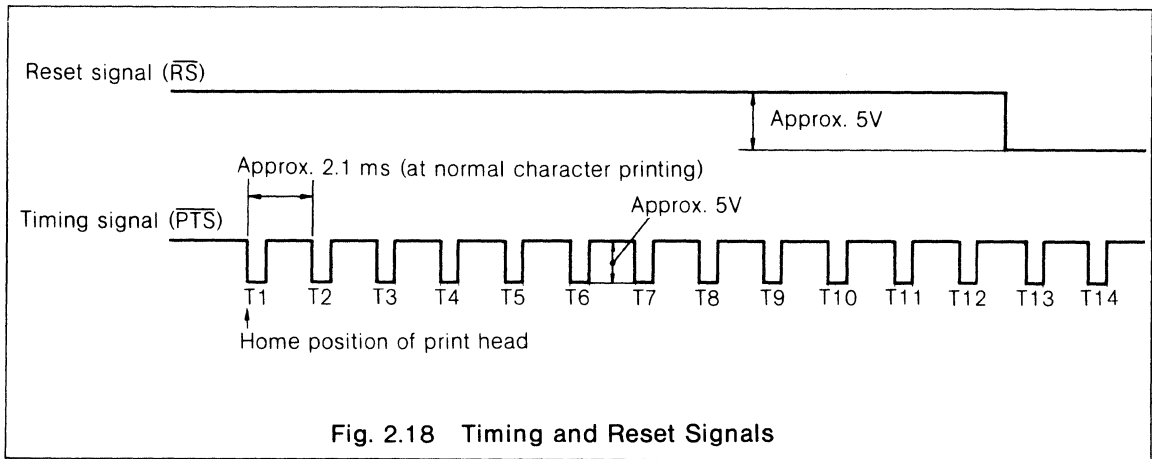 Reset signal (RS)
Approx. 5V
Approx. 2.1 ms (at normal character printing)
Approx. 5V
Timing signal (PTS)
T1 T2 T3 T4 T5 T6 T7 T8 T9 T10 T11 T12 T13 T14
Home position of print head
Fig. 2.18 Timing and Reset Signals